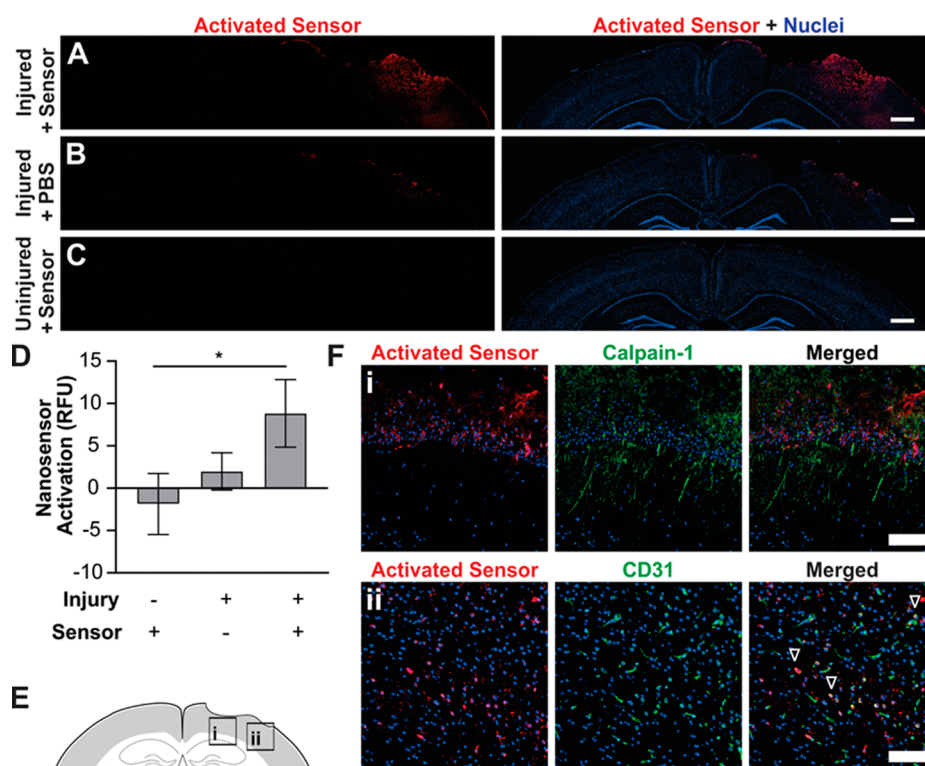 Activated Sensor
Activated Sensor + Nuclei
Injured
+ Sensor
A
Injured
+ PBS
B
Uninjured
+ Sensor
C
D
Nanosensor
Activation (RFU)
15
10
5
0
-5
-10
*
Injury - + +
Sensor + - +
E
i
ii
F
Activated Sensor
Calpain-1
Merged
i
Activated Sensor
CD31
Merged
ii